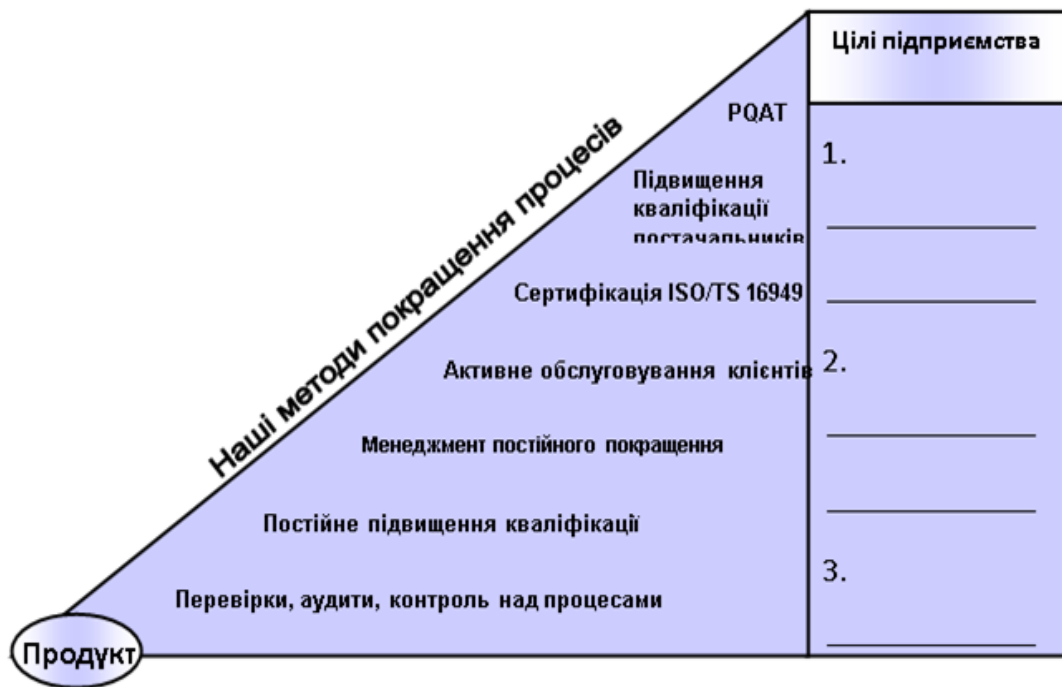 Цілі підприємства
Наші методи покращення процесів
PQAT
Підвищення
кваліфікації
постачальників
Сертифікація ISO/TS 16949
Активне обслуговування клієнтів
Менеджмент постійного покращення
Постійне підвищення кваліфікації
Перевірки, аудити, контроль над процесами
Продукт
1.
2.
3.